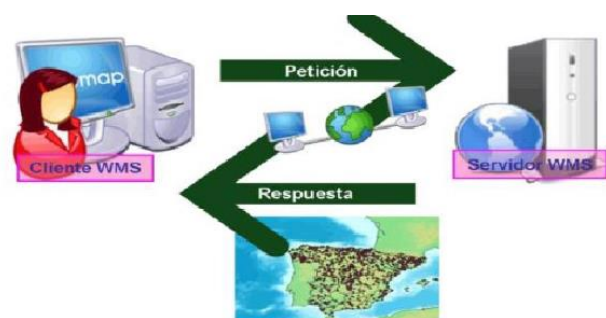 map
Petición
Cliente WMS
Servidor WMS
Respuesta